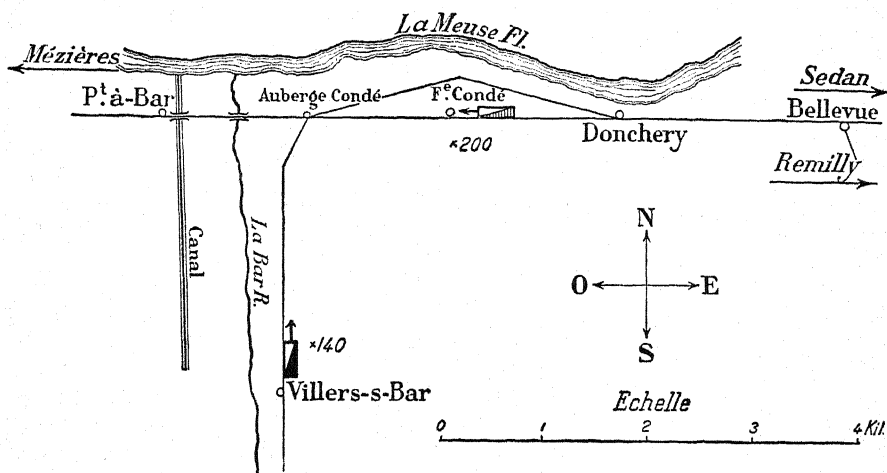 La Meuse Fl.
Mézières
Sedan
Pt. à-Bar
Auberge Condé
Fe. Condé
Bellevue
×200
Donchery
Remilly
Canal
La Bar R.
N
O
E
S
×140
Villers-s-Bar
Echelle
0 1 2 3 4 Kil.